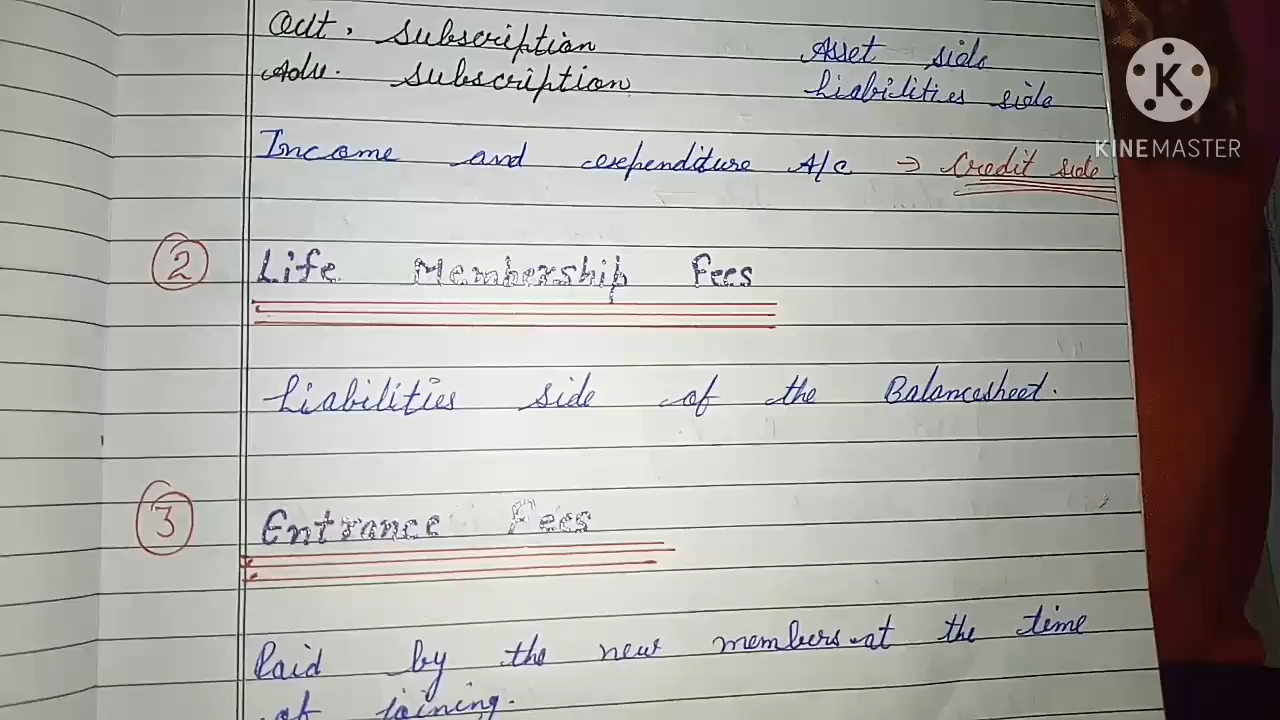 Out. Subscription Asset side
Adv. Subscription Liabilities side
K
KINEMASTER
Income and expenditure A/c → Credit side
2 Life Membership Fees
Liabilities side of the Balancesheet.
3 Entrance Fees
Paid by the new members at the time
of joining.